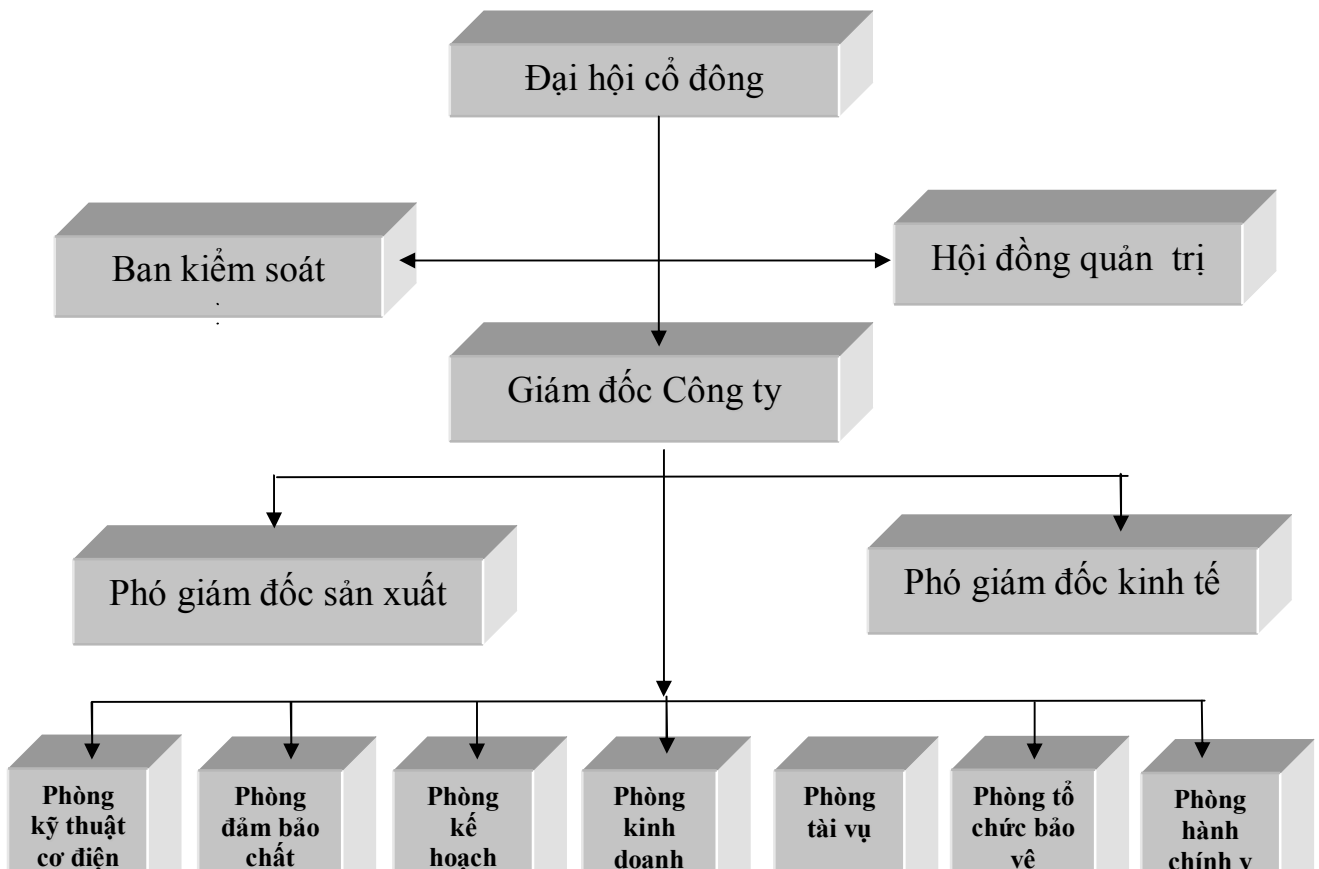 Đại hội cổ đông
Ban kiểm soát
Hội đồng quản trị
Giám đốc Công ty
Phó giám đốc sản xuất
Phó giám đốc kinh tế
Phòng
kỹ thuật
cơ điện
Phòng
đảm bảo
chất
Phòng
kế
hoạch
Phòng
kinh
doanh
Phòng
tài vụ
Phòng tổ
chức bảo
vệ
Phòng
hành
chính y